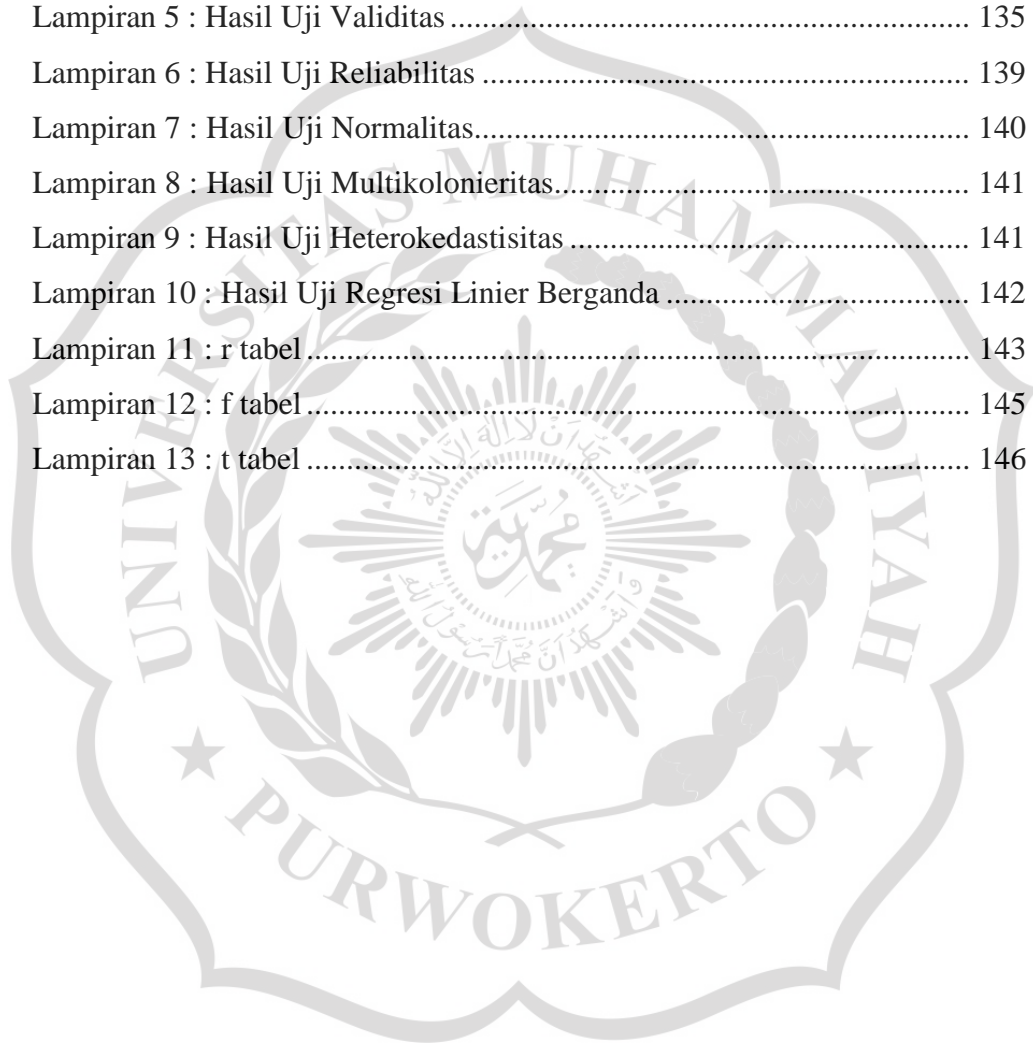 Lampiran 5 : Hasil Uji Validitas ................................................................ 135
Lampiran 6 : Hasil Uji Reliabilitas ............................................................ 139
Lampiran 7 : Hasil Uji Normalitas............................................................. 140
Lampiran 8 : Hasil Uji Multikolonieritas.................................................... 141
Lampiran 9 : Hasil Uji Heterokedastisitas ................................................. 141
Lampiran 10 : Hasil Uji Regresi Linier Berganda ...................................... 142
Lampiran 11 : r tabel ................................................................................. 143
Lampiran 12 : f tabel ................................................................................. 145
Lampiran 13 : t tabel ................................................................................. 146
UNIVERSITAS MUHAMMADIYAH
PURWOKERTO